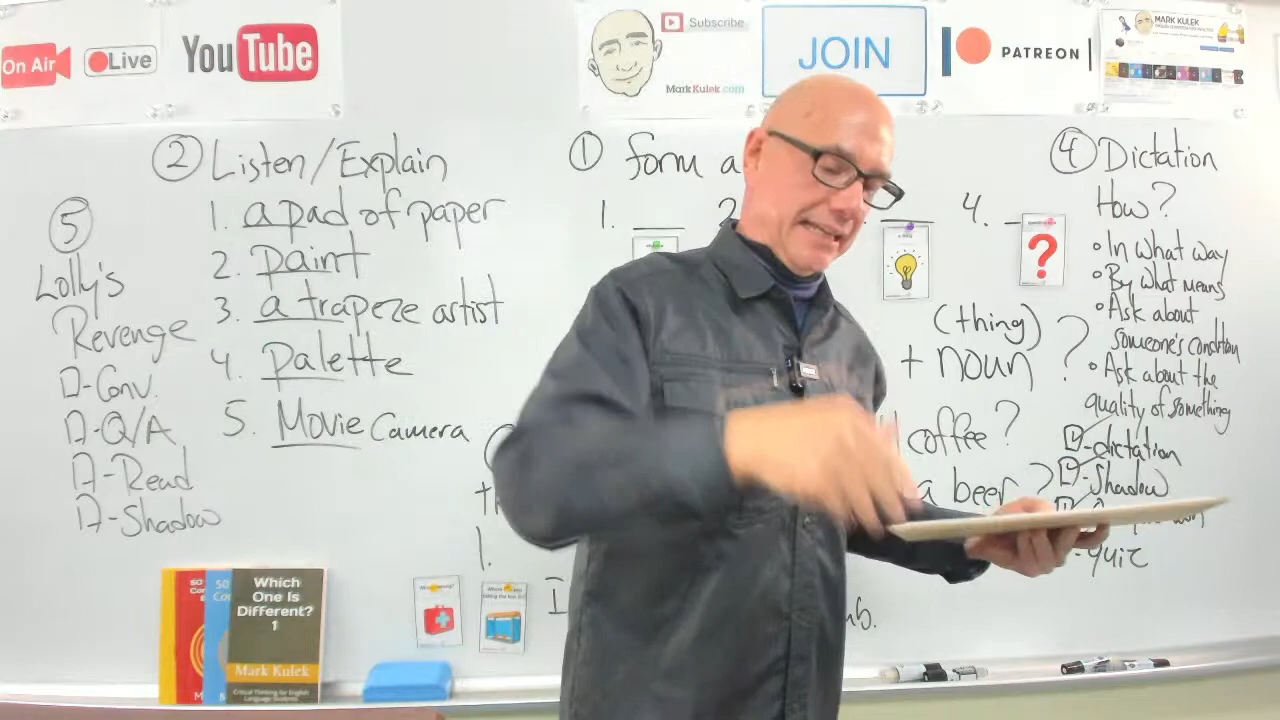 On Air
Live
YouTube
Subscribe
MarkKulek.com
JOIN
PATREON
MARK KULEK
② Listen/Explain
1. a pad of paper
2. paint
3. a trapeze artist
4. palette
5. Movie Camera
⑤
Lolly's
Revenge
D-Conv.
D-Q/A
D-Read
D-Shadow
① form a
1.
4.
?
(thing)
+ noun ?
coffee?
a beer?
1.
I
④ Dictation
How?
• In what way
• By what means
• Ask about
someone's condition
• Ask about the
quality of something
-dictation
-Shadow
-quiz
Which
One Is
Different?
1
Mark Kulek
Critical Thinking for English
Language Students
50
50